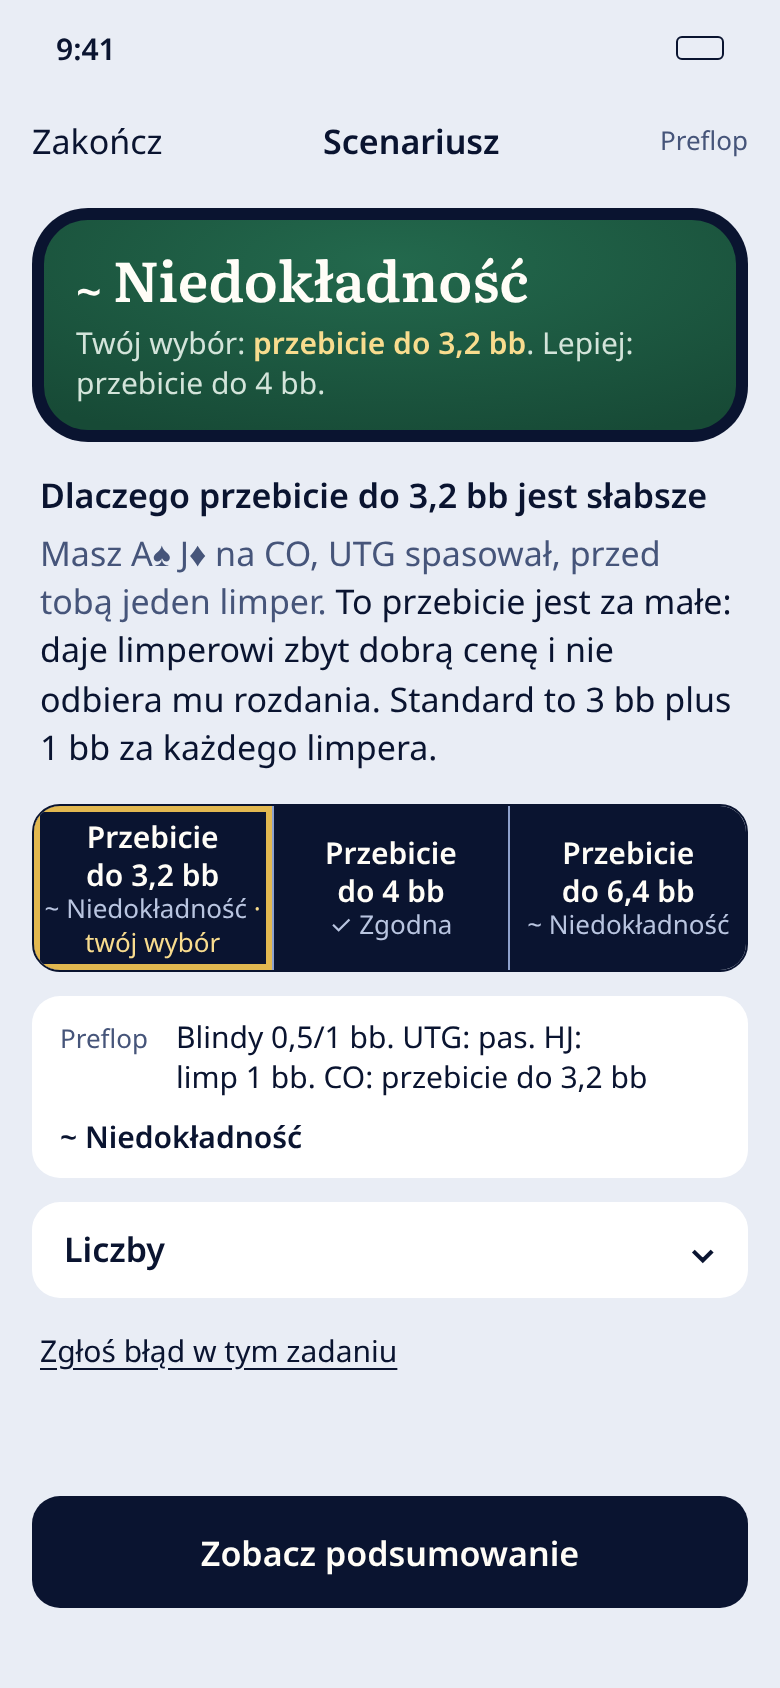 9:41
Zakończ
Scenariusz
Preflop
~ Niedokładność
Twój wybór: przebicie do 3,2 bb. Lepiej:
przebicie do 4 bb.
Dlaczego przebicie do 3,2 bb jest słabsze
Masz A♠ J♦ na CO, UTG spasował, przed
tobą jeden limper. To przebicie jest za małe:
daje limperowi zbyt dobrą cenę i nie
odbiera mu rozdania. Standard to 3 bb plus
1 bb za każdego limpera.
Przebicie
do 3,2 bb
~ Niedokładność ·
twój wybór
Przebicie
do 4 bb
✓ Zgodna
Przebicie
do 6,4 bb
~ Niedokładność
Preflop
Blindy 0,5/1 bb. UTG: pas. HJ:
limp 1 bb. CO: przebicie do 3,2 bb
~ Niedokładność
Liczby
Zgłoś błąd w tym zadaniu
Zobacz podsumowanie